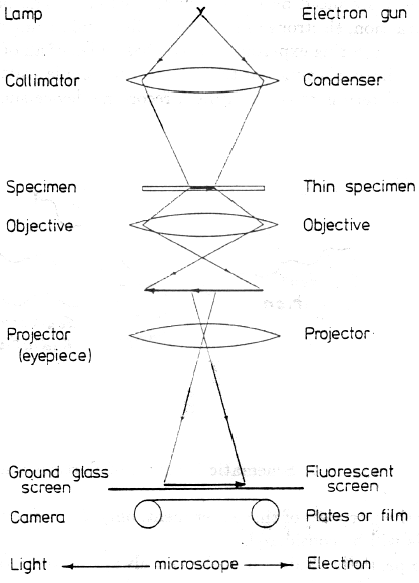 Lamp
Electron gun
Collimator
Condenser
Specimen
Thin specimen
Objective
Objective
Projector
(eyepiece)
Projector
Ground glass
screen
Fluorescent
screen
Camera
Plates or film
Light
microscope
Electron